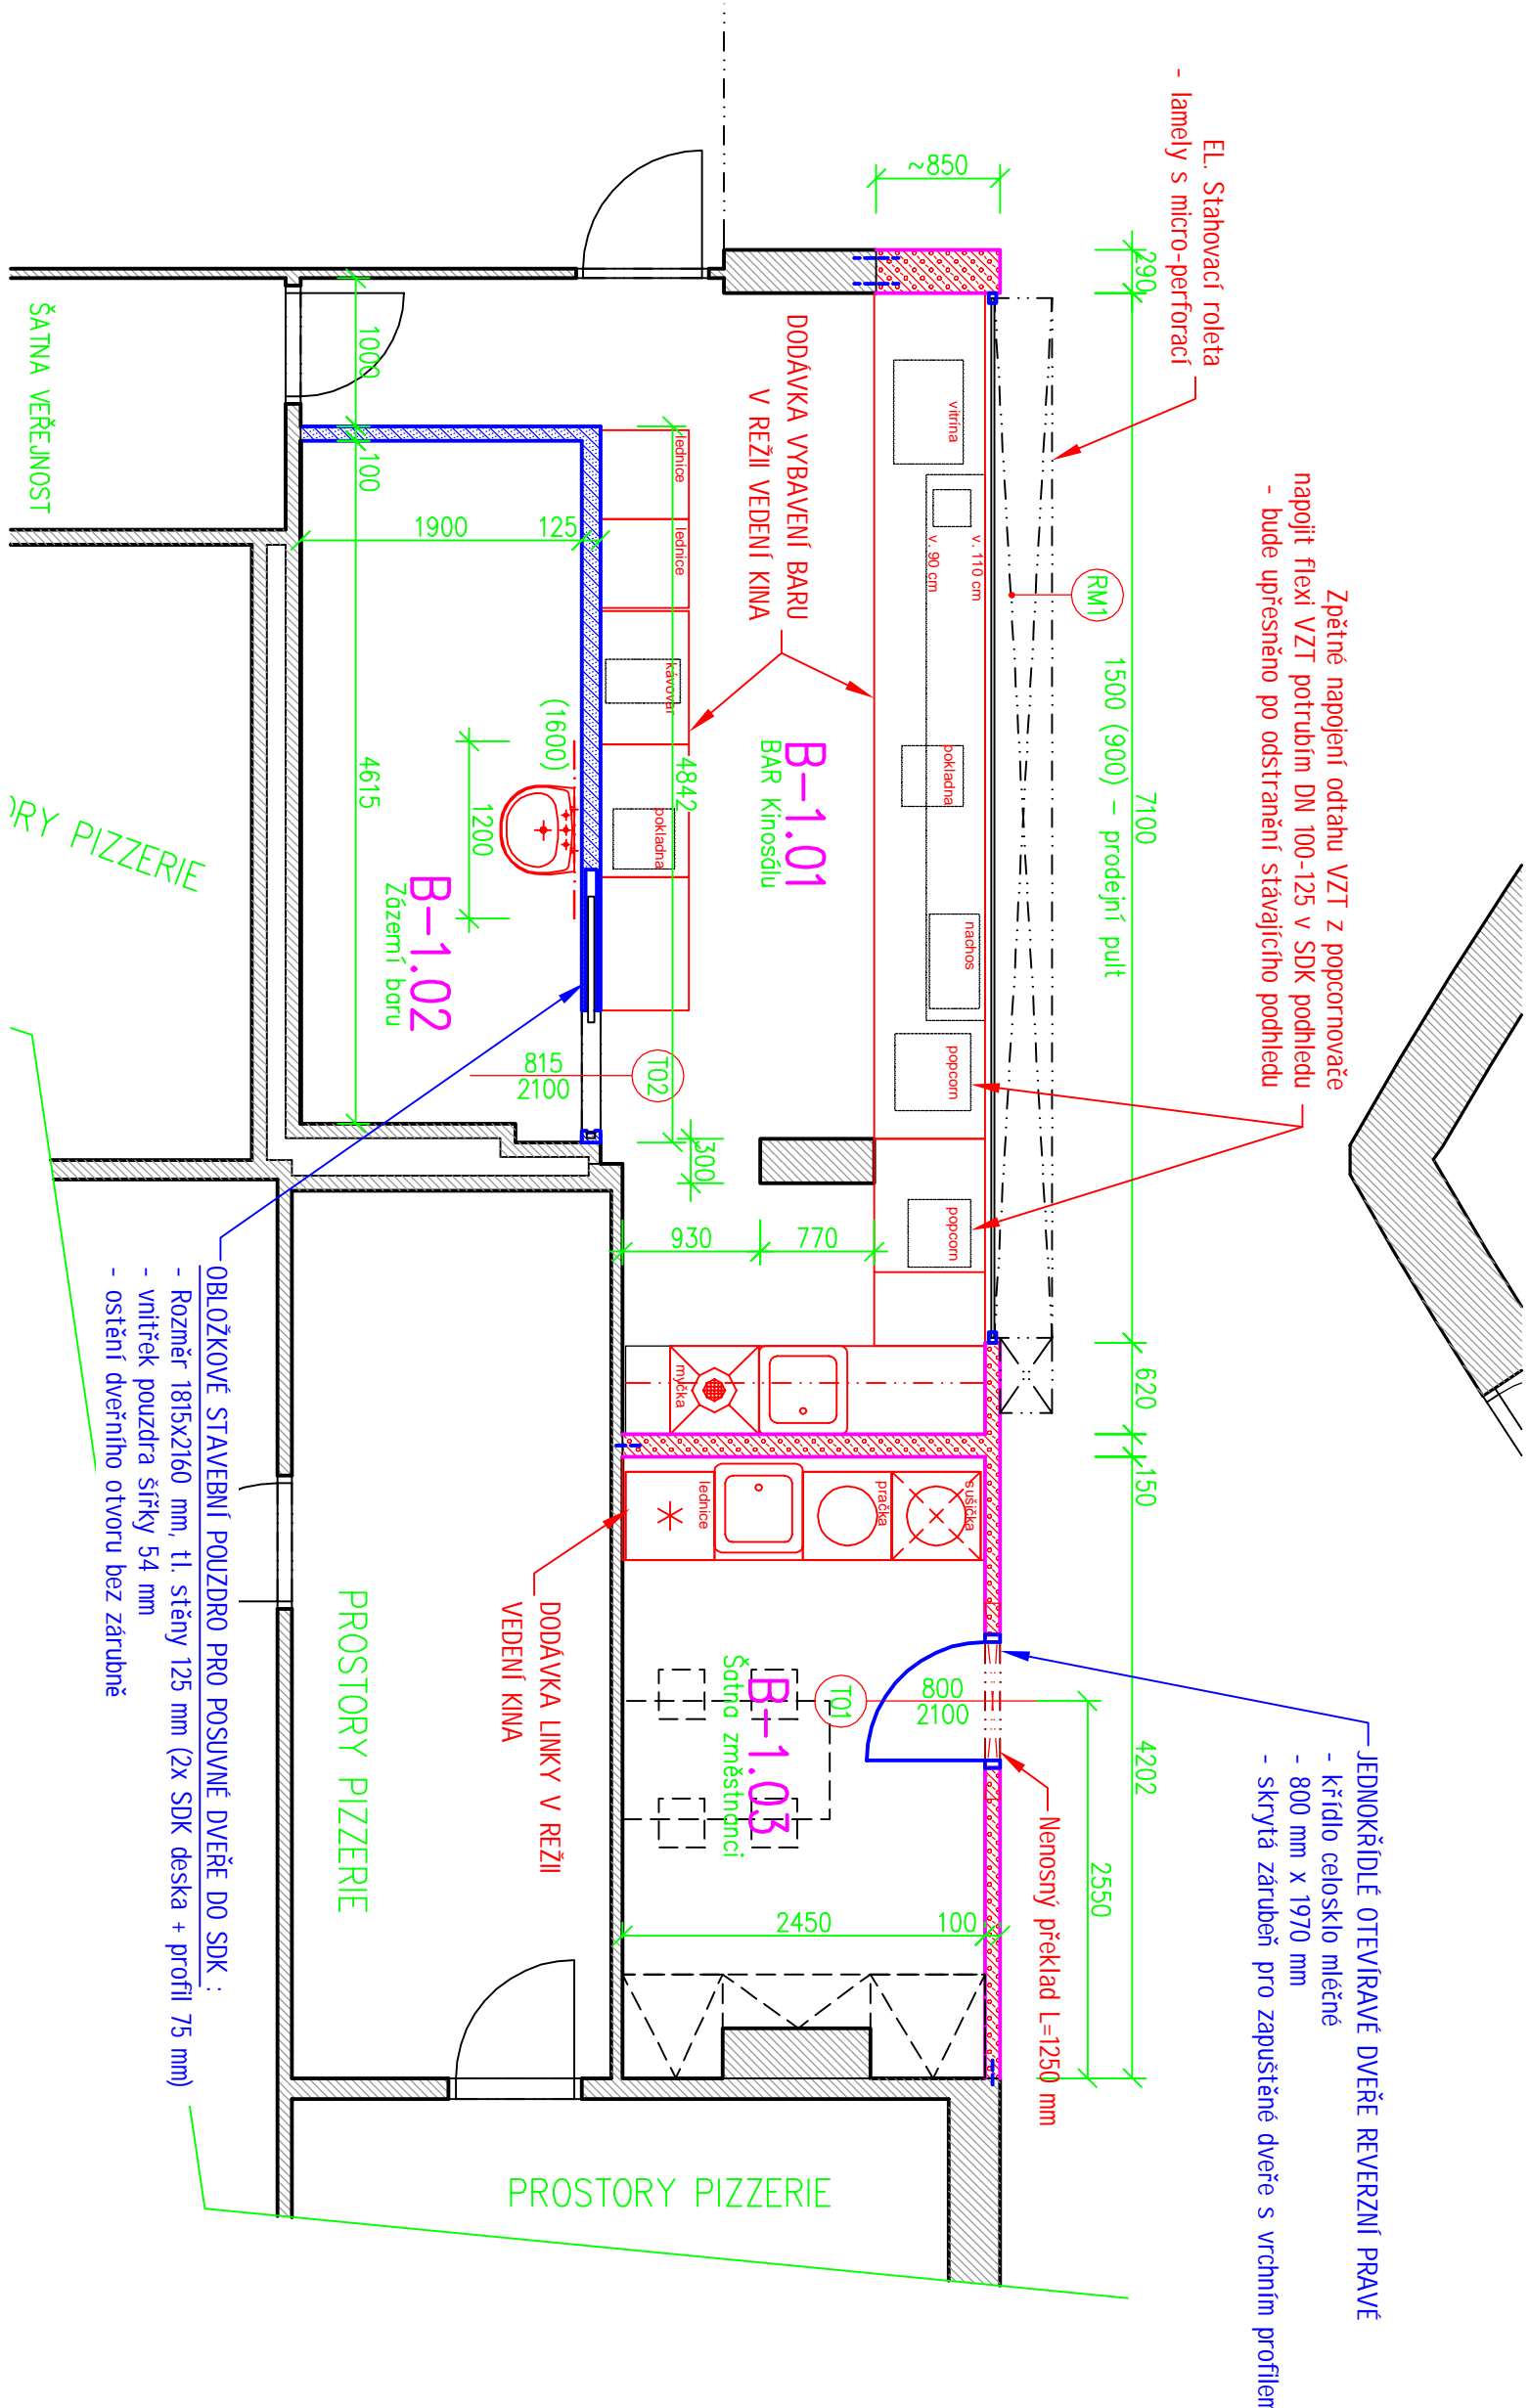 EL. Stahovací roleta
- lamely s micro-perforací
Zpětné napojení odtahu VZT z popcornovače
napojit flexi VZT potrubím DN 100-125 v SDK podhledu
- bude upřesněno po odstranění stávajícího podhledu
JEDNOKŘÍDLÉ OTEVÍRAVÉ DVEŘE REVERZNÍ PRAVÉ
- křídlo celosklo mléčné
- 800 mm x 1970 mm
- skrytá zárubeň pro zapuštěné dveře s vrchním profilem
Nenosný překlad L=1250 mm
~850
290
7100
620
150
4202
2550
1500 (900) - prodejní pult
RM1
vitrína
v. 110 cm
v. 90 cm
pokladna
nachos
popcorn
popcorn
DODÁVKA VYBAVENÍ BARU
V REŽII VEDENÍ KINA
B-1.01
BAR Kinosálu
lednice
lednice
kávovar
pokladna
4842
300
930
770
T02
815
2100
1000
100
1900
125
(1600)
1200
4615
B-1.02
Zázemí baru
myčka
lednice
pračka
sušička
DODÁVKA LINKY V REŽII
VEDENÍ KINA
B-1.03
Šatna změstnanci
T01
800
2100
2450
100
ŠATNA VEŘEJNOST
ORY PIZZERIE
PROSTORY PIZZERIE
PROSTORY PIZZERIE
OBLOŽKOVÉ STAVEBNÍ POUZDRO PRO POSUVNÉ DVEŘE DO SDK :
- Rozměr 1815x2160 mm, tl. stěny 125 mm (2x SDK deska + profil 75 mm)
- vnitřek pouzdra šířky 54 mm
- ostění dveřního otvoru bez zárubně